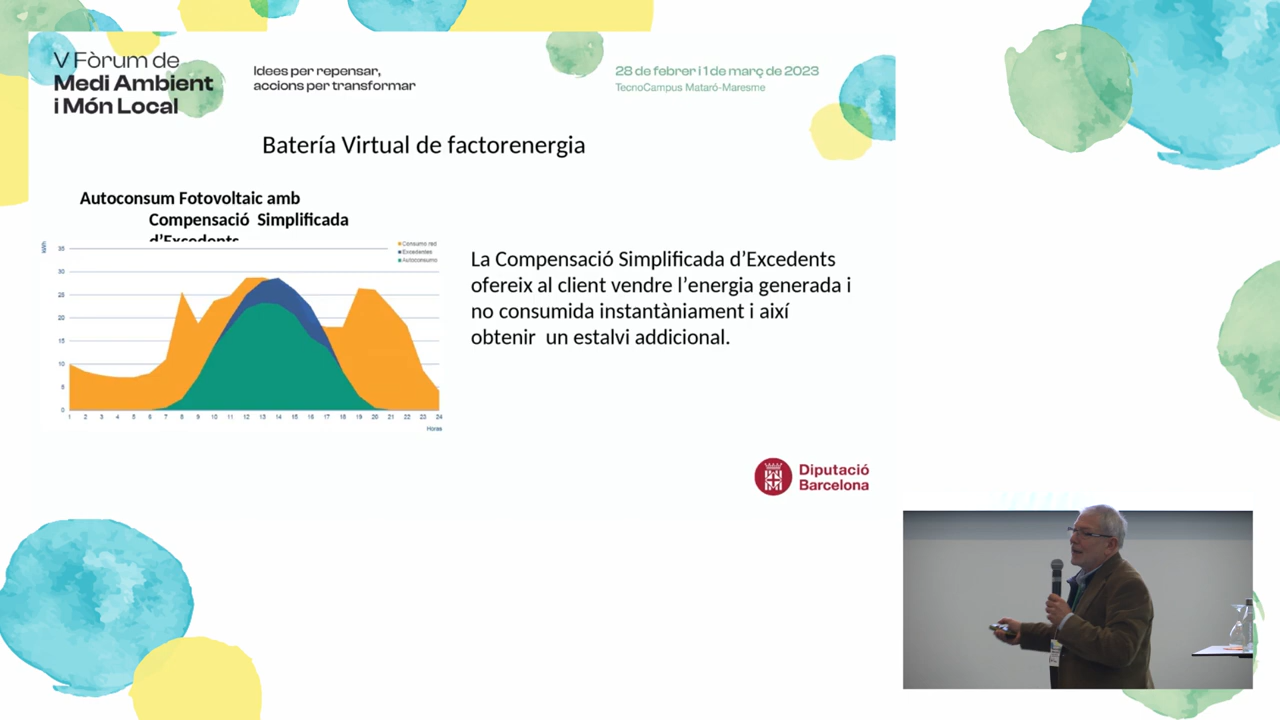 V Fòrum de
Medi Ambient
i Món Local
Idees per repensar,
accions per transformar
28 de febrer i 1 de març de 2023
TecnoCampus Mataró-Maresme
Batería Virtual de factorenergia
Autoconsum Fotovoltaic amb
Compensació Simplificada
d'Excedents
kWh
Consumo red
Excedentes
Autoconsumo
35
30
25
20
15
10
5
0
1 2 3 4 5 6 7 8 9 10 11 12 13 14 15 16 17 18 19 20 21 22 23 24
Horas
La Compensació Simplificada d'Excedents
ofereix al client vendre l'energia generada i
no consumida instantàniament i així
obtenir un estalvi addicional.
Diputació
Barcelona